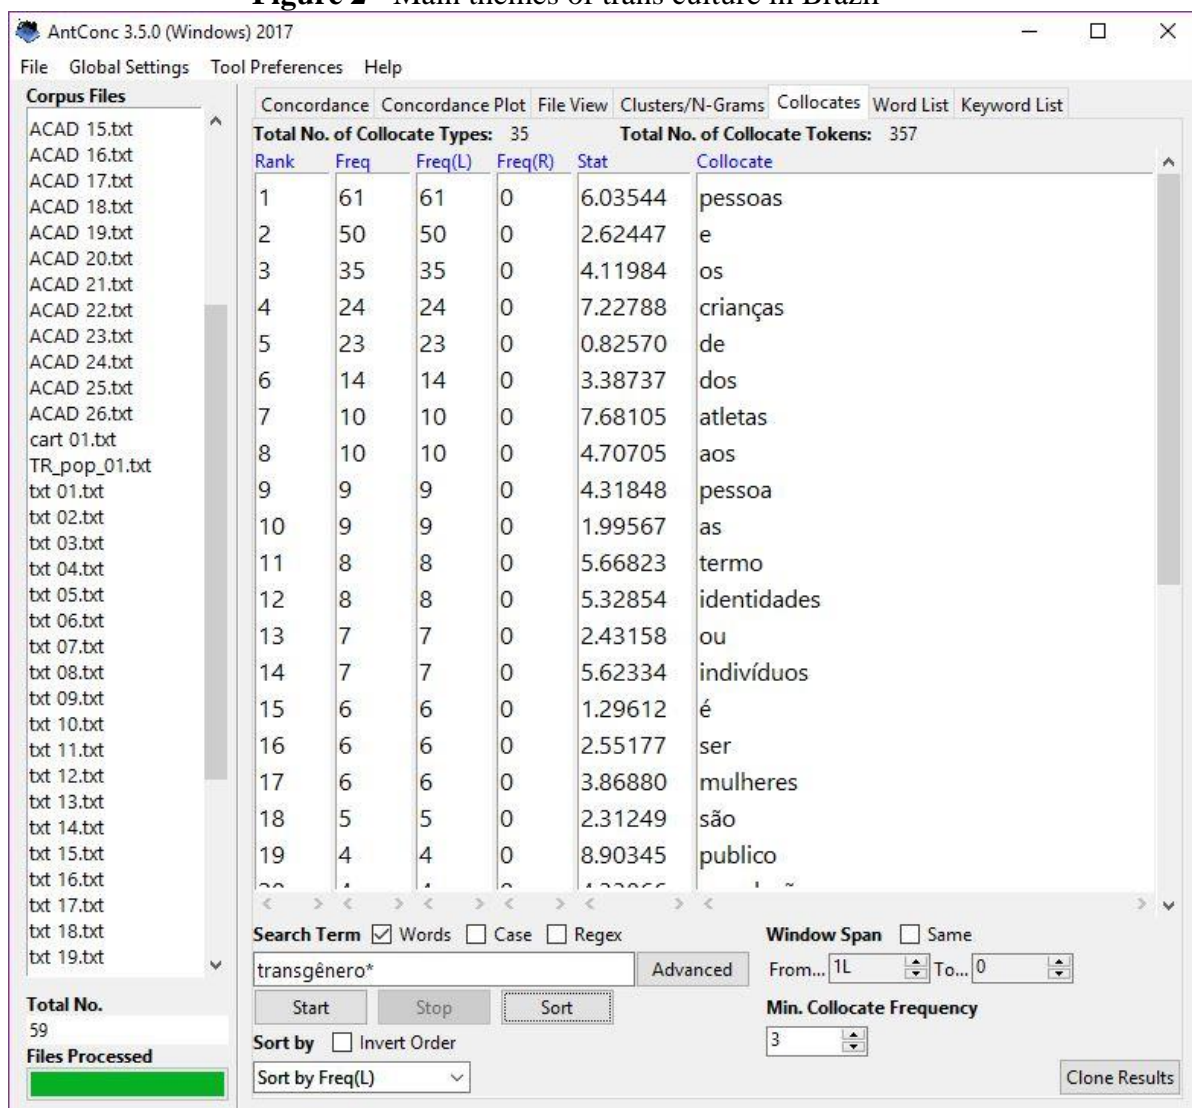 Figure 2 - Main themes of trans culture in Brazil
AntConc 3.5.0 (Windows) 2017
File Global Settings Tool Preferences Help
Corpus Files
ACAD 15.txt
ACAD 16.txt
ACAD 17.txt
ACAD 18.txt
ACAD 19.txt
ACAD 20.txt
ACAD 21.txt
ACAD 22.txt
ACAD 23.txt
ACAD 24.txt
ACAD 25.txt
ACAD 26.txt
cart 01.txt
TR_pop_01.txt
txt 01.txt
txt 02.txt
txt 03.txt
txt 04.txt
txt 05.txt
txt 06.txt
txt 07.txt
txt 08.txt
txt 09.txt
txt 10.txt
txt 11.txt
txt 12.txt
txt 13.txt
txt 14.txt
txt 15.txt
txt 16.txt
txt 17.txt
txt 18.txt
txt 19.txt
Total No.
59
Files Processed
Concordance Concordance Plot File View Clusters/N-Grams Collocates Word List Keyword List
Total No. of Collocate Types: 35 Total No. of Collocate Tokens: 357
Rank Freq Freq(L) Freq(R) Stat Collocate
1 61 61 0 6.03544 pessoas
2 50 50 0 2.62447 e
3 35 35 0 4.11984 os
4 24 24 0 7.22788 crianças
5 23 23 0 0.82570 de
6 14 14 0 3.38737 dos
7 10 10 0 7.68105 atletas
8 10 10 0 4.70705 aos
9 9 9 0 4.31848 pessoa
10 9 9 0 1.99567 as
11 8 8 0 5.66823 termo
12 8 8 0 5.32854 identidades
13 7 7 0 2.43158 ou
14 7 7 0 5.62334 indivíduos
15 6 6 0 1.29612 é
16 6 6 0 2.55177 ser
17 6 6 0 3.86880 mulheres
18 5 5 0 2.31249 são
19 4 4 0 8.90345 publico
Search Term Words Case Regex Window Span Same
transgênero* Advanced From... 1L To... 0
Start Stop Sort Min. Collocate Frequency
Sort by Invert Order 3
Sort by Freq(L) Clone Results